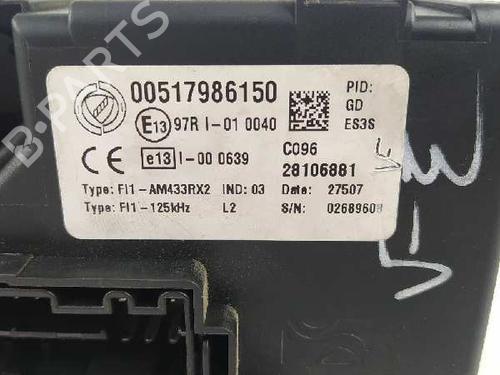 00517986150
PID:
GD
E13 97R I-01 0040
ES3S
CE e13 I-00 0639
C096
28106881
Type: FI1-AM433RX2 IND: 03 Date: 27507
Type: FI1-125kHz L2 S/N: 02689608